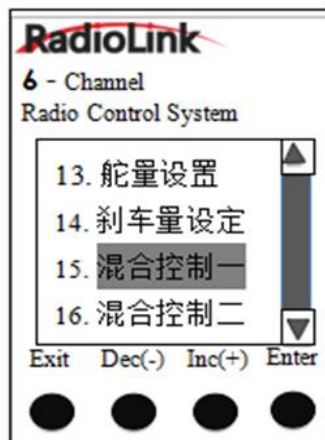 RadioLink
6 - Channel
Radio Control System
13. 舵量设置
14. 刹车量设定
15. 混合控制一
16. 混合控制二
Exit Dec(-) Inc(+) Enter